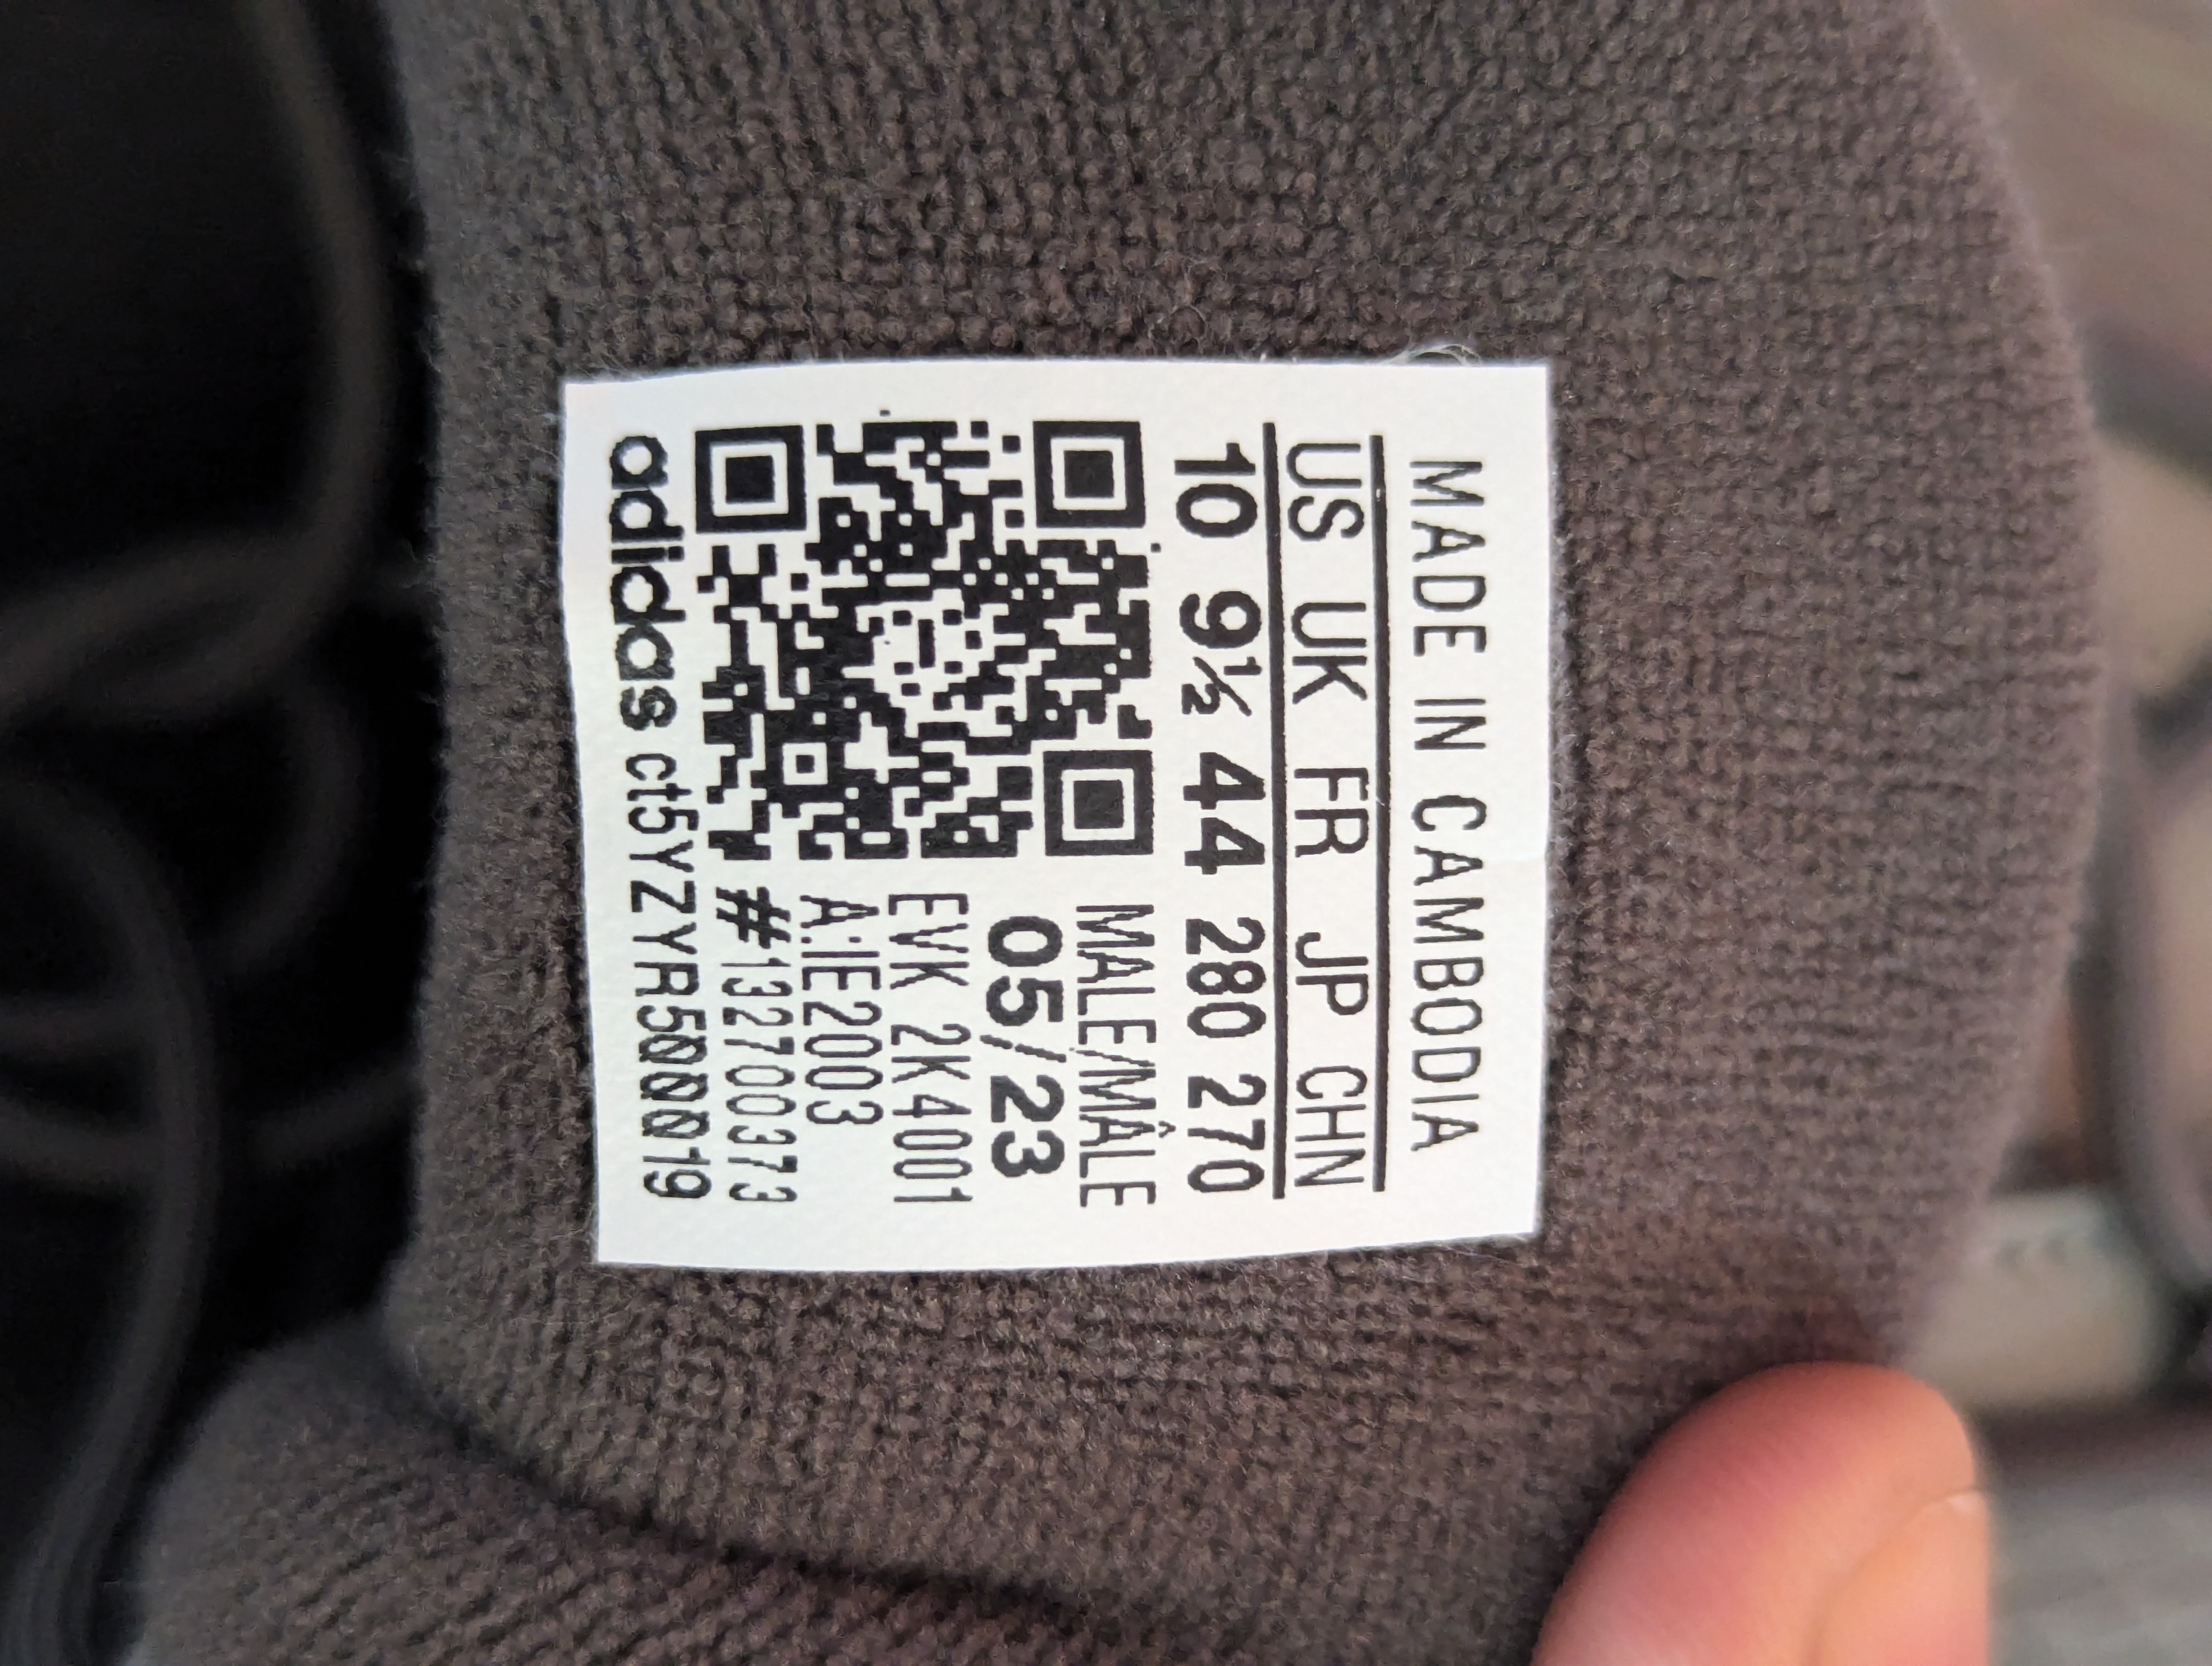 MADE IN CAMBODIA
US UK FR JP CHN
10 9½ 44 280 270
MALE/MÂLE
05/23
EVK 2K4001
A:IE2003
#132700373
adidas ct5YZYR500019